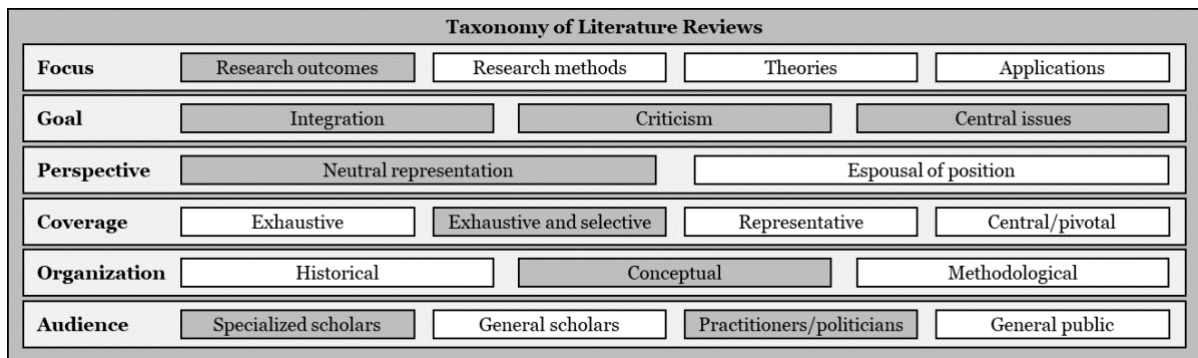 Taxonomy of Literature Reviews
Focus Research outcomes Research methods Theories Applications
Goal Integration Criticism Central issues
Perspective Neutral representation Espousal of position
Coverage Exhaustive Exhaustive and selective Representative Central/pivotal
Organization Historical Conceptual Methodological
Audience Specialized scholars General scholars Practitioners/politicians General public